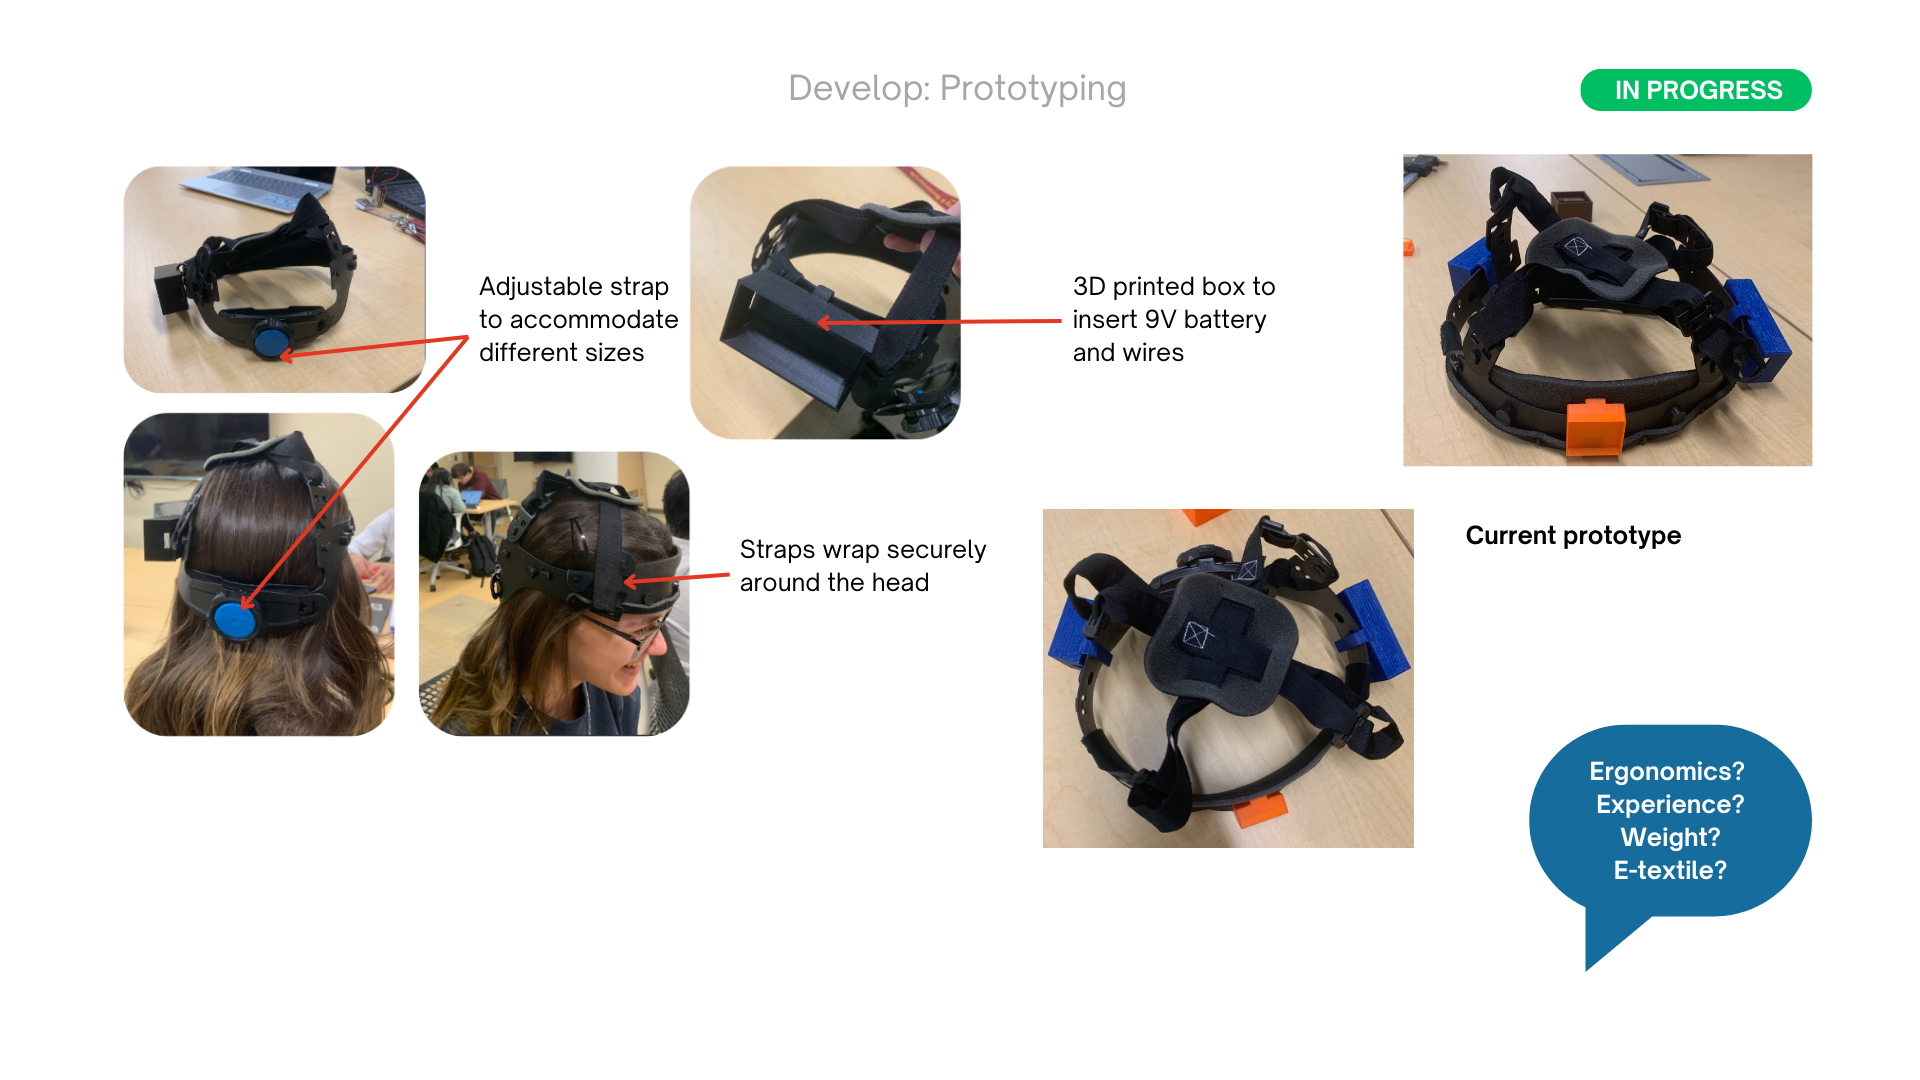 Develop: Prototyping
IN PROGRESS
Adjustable strap
to accommodate
different sizes
3D printed box to
insert 9V battery
and wires
Straps wrap securely
around the head
Current prototype
Ergonomics?
Experience?
Weight?
E-textile?